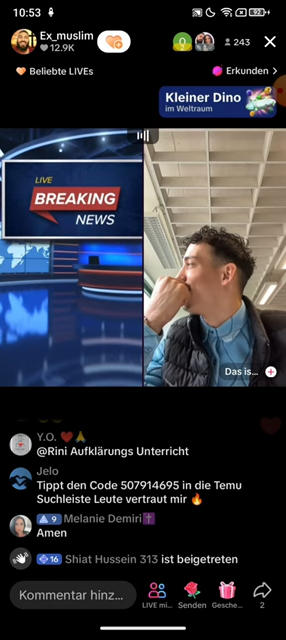 10:53
92
Ex_muslim
12.9K
243
Beliebte LIVEs
Erkunden
Kleiner Dino
im Weltraum
LIVE
BREAKING
NEWS
Das is...
Y.O. ❤️🙏
@Rini Aufklärungs Unterricht
Jelo
Tippt den Code 507914695 in die Temu
Suchleiste Leute vertraut mir 🔥
9 Melanie Demiri✝️
Amen
16 Shiat Hussein 313 ist beigetreten
Kommentar hinz...
LIVE mi...
Senden
Gesche...
2